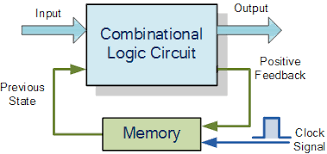 Input
Output
Combinational
Logic Circuit
Previous
State
Positive
Feedback
Memory
Clock
Signal